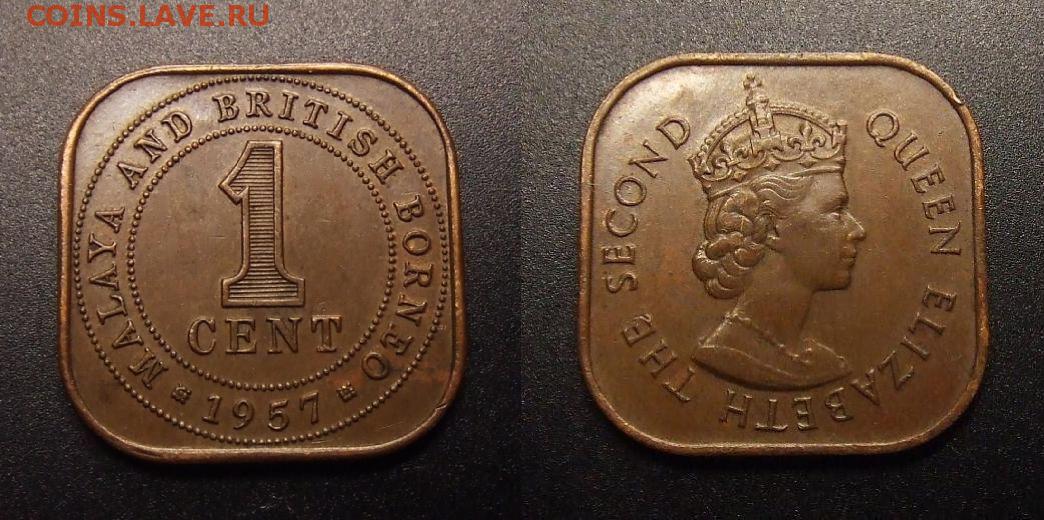 COINS.LAVE.RU
MALAYA AND BRITISH BORNEO
1
CENT
1957
QUEEN ELIZABETH THE SECOND